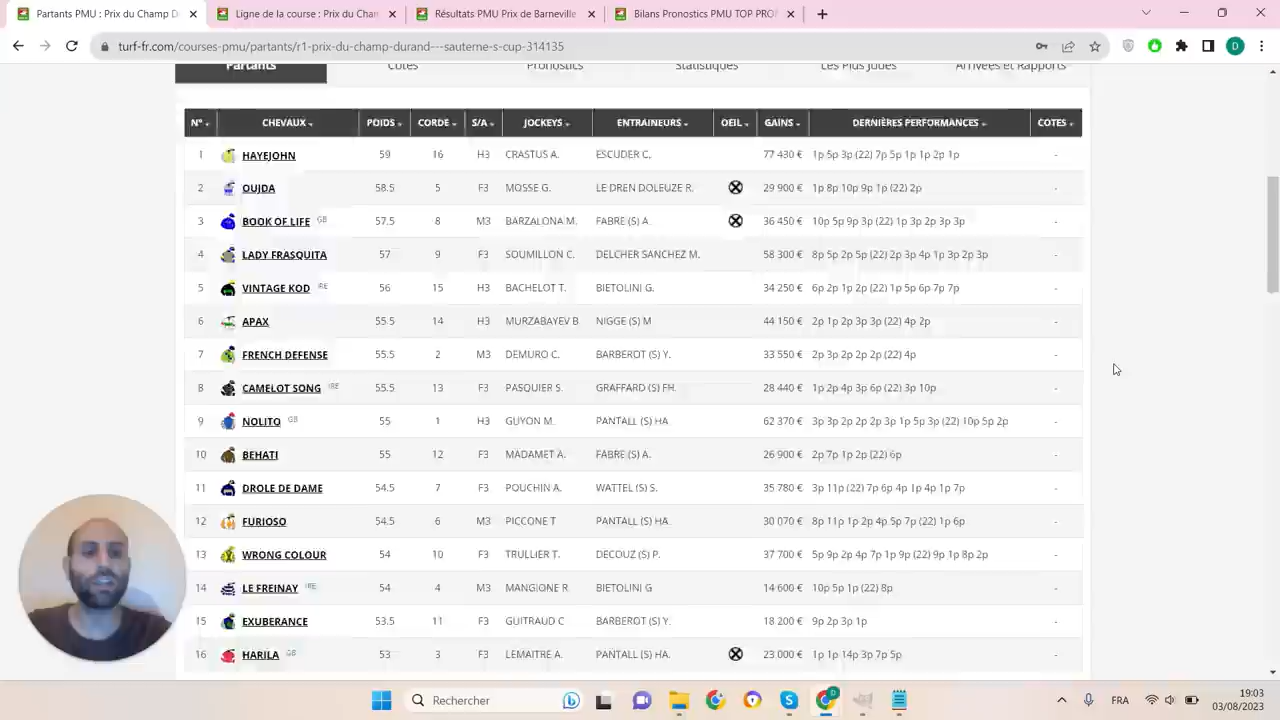 Partants PMU : Prix du Champ D
Ligne de la course : Prix du Chan
Résultats PMU Prix de Barneville
Bilans Pronostics PMU TOP PROF
turf-fr.com/courses-pmu/partants/r1-prix-du-champ-durand---sauterne-s-cup-314135
Partants Cotes Pronostics Statistiques Les Plus Joués Arrivées et Rapports
N° CHEVAUX POIDS CORDE S/A JOCKEYS ENTRAINEURS OEIL GAINS DERNIÈRES PERFORMANCES COTES
1 HAYEJOHN 59 16 H3 CRASTUS A. ESCUDER C. 77 430 € 1p 5p 3p (22) 7p 5p 1p 1p 2p 1p -
2 OUJDA 58.5 5 F3 MOSSE G. LE DREN DOLEUZE R. 29 900 € 1p 8p 10p 9p 1p (22) 2p -
3 BOOK OF LIFE GB 57.5 8 M3 BARZALONA M. FABRE (S) A. 36 450 € 10p 5p 9p 3p (22) 1p 3p 2p 3p 3p -
4 LADY FRASQUITA 57 9 F3 SOUMILLON C. DELCHER SANCHEZ M. 58 300 € 8p 5p 2p 5p (22) 2p 3p 4p 1p 3p 2p 3p -
5 VINTAGE KOD IRE 56 15 H3 BACHELOT T. BIETOLINI G. 34 250 € 6p 2p 1p 2p (22) 1p 5p 6p 7p 7p -
6 APAX 55.5 14 H3 MURZABAYEV B NIGGE (S) M 44 150 € 2p 1p 2p 3p 3p (22) 4p 2p -
7 FRENCH DEFENSE 55.5 2 M3 DEMURO C. BARBEROT (S) Y. 33 550 € 2p 3p 2p 2p 2p (22) 4p -
8 CAMELOT SONG IRE 55.5 13 F3 PASQUIER S. GRAFFARD (S) FH. 28 440 € 1p 2p 4p 3p 6p (22) 3p 10p -
9 NOLITO GB 55 1 H3 GUYON M. PANTALL (S) HA 62 370 € 3p 3p 2p 2p 2p 3p 1p 5p 3p (22) 10p 5p 2p -
10 BEHATI 55 12 F3 MADAMET A. FABRE (S) A. 26 900 € 2p 7p 1p 2p (22) 6p -
11 DROLE DE DAME 54.5 7 F3 POUCHIN A. WATTEL (S) S. 35 780 € 3p 11p (22) 7p 6p 4p 1p 4p 1p 7p -
12 FURIOSO 54.5 6 M3 PICCONE T PANTALL (S) HA 30 070 € 8p 11p 1p 2p 4p 5p 7p (22) 1p 6p -
13 WRONG COLOUR 54 10 F3 TRULLIER T. DECOUZ (S) P. 37 700 € 5p 9p 2p 4p 7p 1p 9p (22) 9p 1p 8p 2p -
14 LE FREINAY IRE 54 4 M3 MANGIONE R BIETOLINI G 14 600 € 10p 5p 1p (22) 8p -
15 EXUBERANCE 53.5 11 F3 GUITRAUD C BARBEROT (S) Y. 18 200 € 9p 2p 3p 1p -
16 HARILA GB 53 3 F3 LEMAITRE A. PANTALL (S) HA. 23 000 € 1p 1p 14p 3p 7p 5p -
Rechercher
FRA
19:03
03/08/2023